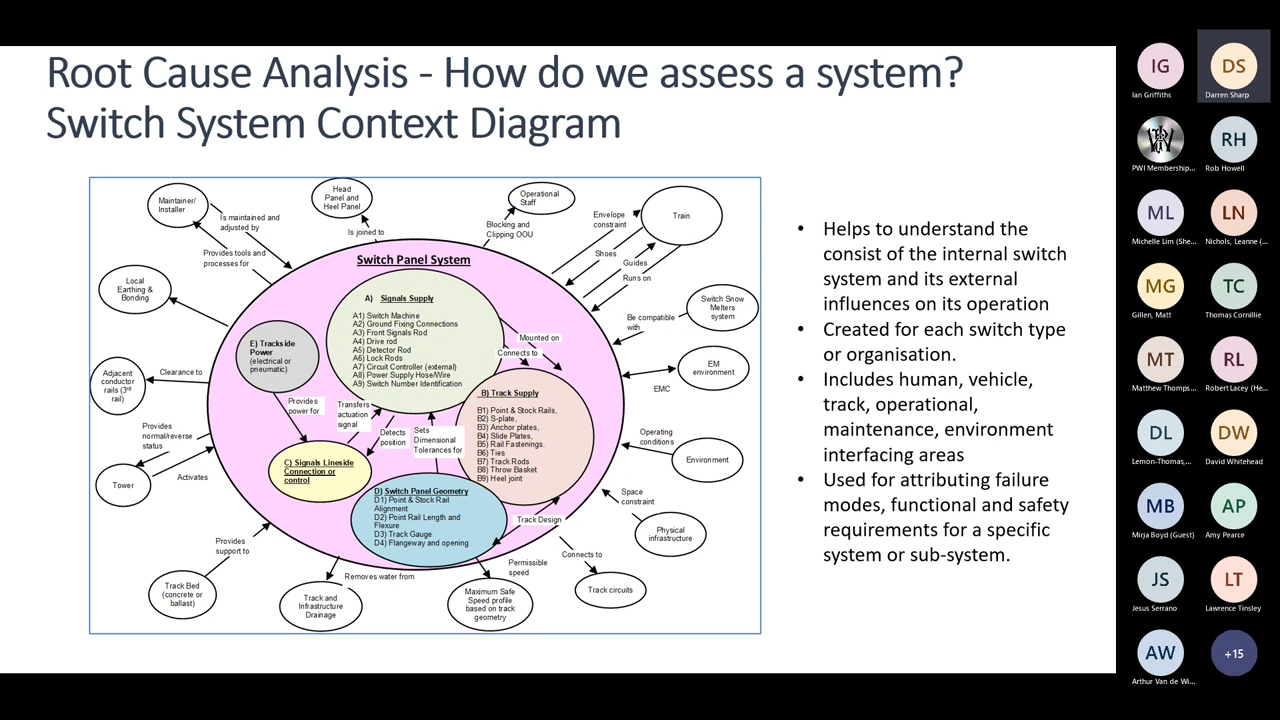 Root Cause Analysis - How do we assess a system?
Switch System Context Diagram
Maintainer/
Installer
Is maintained and
adjusted by
Provides tools and
processes for
Head
Panel and
Heel Panel
Is joined to
Operational
Staff
Blocking and
Clipping OOU
Envelope
constraint
Shoes
Guides
Runs on
Train
Local
Earthing &
Bonding
Switch Snow
Melters
system
Be compatible
with
EM
environment
EMC
Adjacent
conductor
rails (3rd
rail)
Clearance to
Provides
normal/reverse
status
Tower
Activates
Operating
conditions
Environment
Space
constraint
Physical
infrastructure
Provides
support to
Track Bed
(concrete or
ballast)
Removes water from
Track and
Infrastructure
Drainage
Permissible
speed
Maximum Safe
Speed profile
based on track
geometry
Connects to
Track circuits
Switch Panel System
A) Signals Supply
A1) Switch Machine
A2) Ground Fixing Connections
A3) Front Signals Rod
A4) Drive rod
A5) Detector Rod
A6) Lock Rods
A7) Circuit Controller (external)
A8) Power Supply Hose/Wire
A9) Switch Number Identification
Mounted on
Connects to
E) Trackside
Power
(electrical or
pneumatic)
Provides
power for
Transfers
actuation
signal
Detects
position
Sets
Dimensional
Tolerances for
B) Track Supply
B1) Point & Stock Rails,
B2) S-plate,
B3) Anchor plates,
B4) Slide Plates,
B5) Rail Fastenings.
B6) Ties
B7) Track Rods
B8) Throw Basket
B9) Heel joint
C) Signals Lineside
Connection or
control
D) Switch Panel Geometry
D1) Point & Stock Rail
Alignment
D2) Point Rail Length and
Flexure
D3) Track Gauge
D4) Flangeway and opening
Track Design
• Helps to understand the
consist of the internal switch
system and its external
influences on its operation
• Created for each switch type
or organisation.
• Includes human, vehicle,
track, operational,
maintenance, environment
interfacing areas
• Used for attributing failure
modes, functional and safety
requirements for a specific
system or sub-system.
IG
Ian Griffiths
DS
Darren Sharp
PWI Membership...
RH
Rob Howell
ML
Michelle Lim (She...
LN
Nichols, Leanne (...
MG
Gillen, Matt
TC
Thomas Cornillie
MT
Matthew Thomps...
RL
Robert Lacey (He...
DL
Lemon-Thomas,...
DW
David Whitehead
MB
Mirja Boyd (Guest)
AP
Amy Pearce
JS
Jesus Serrano
LT
Lawrence Tinsley
AW
Arthur Van de Wi...
+15